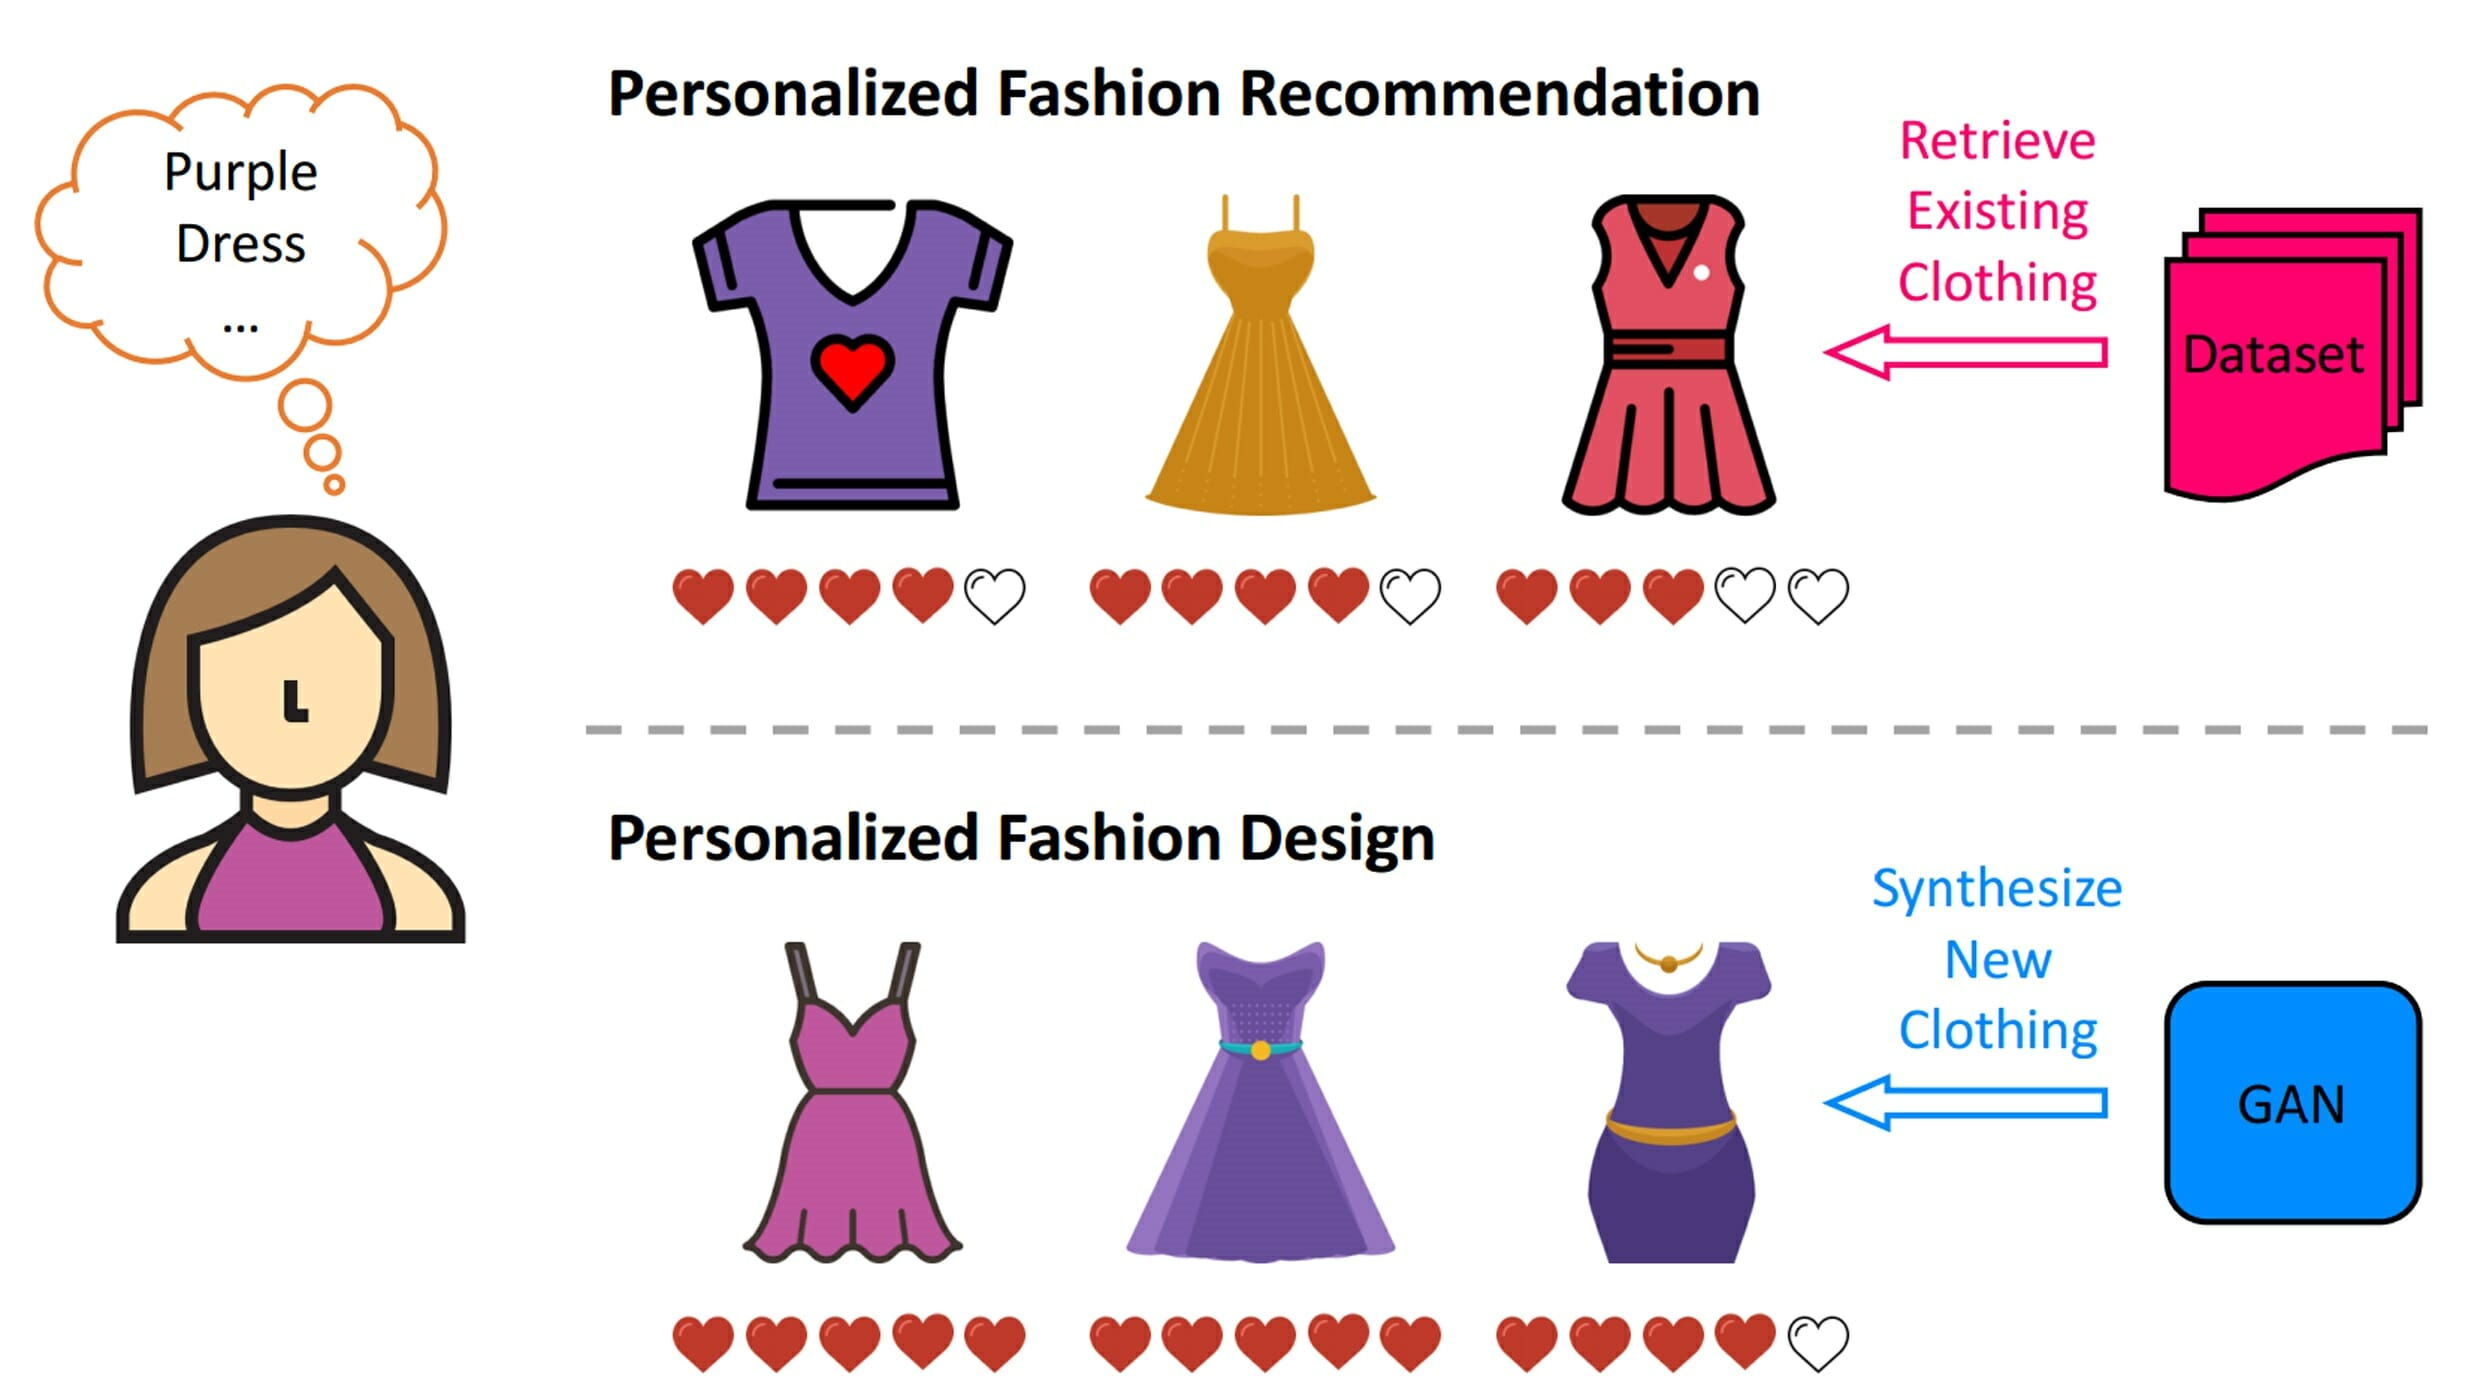 Purple
Dress
...
Personalized Fashion Recommendation
Retrieve
Existing
Clothing
Dataset
Personalized Fashion Design
Synthesize
New
Clothing
GAN